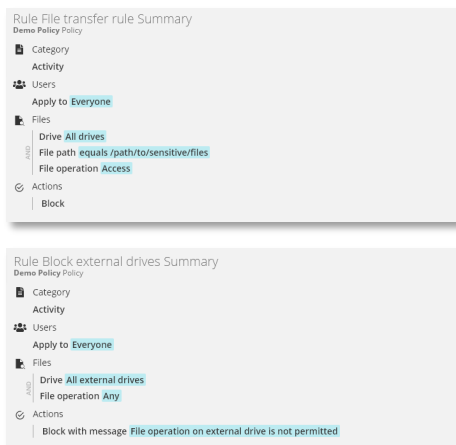 Rule File transfer rule Summary
Demo Policy Policy
Category
Activity
Users
Apply to Everyone
Files
AND
Drive All drives
File path equals /path/to/sensitive/files
File operation Access
Actions
Block
Rule Block external drives Summary
Demo Policy Policy
Category
Activity
Users
Apply to Everyone
Files
AND
Drive All external drives
File operation Any
Actions
Block with message File operation on external drive is not permitted